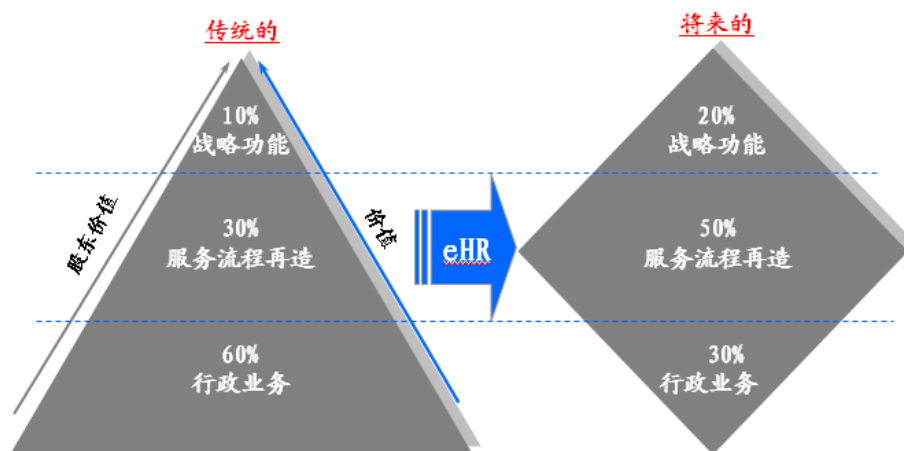 传统的
将来的
10%
战略功能
20%
战略功能
股东价值
价值
30%
服务流程再造
eHR
50%
服务流程再造
60%
行政业务
30%
行政业务